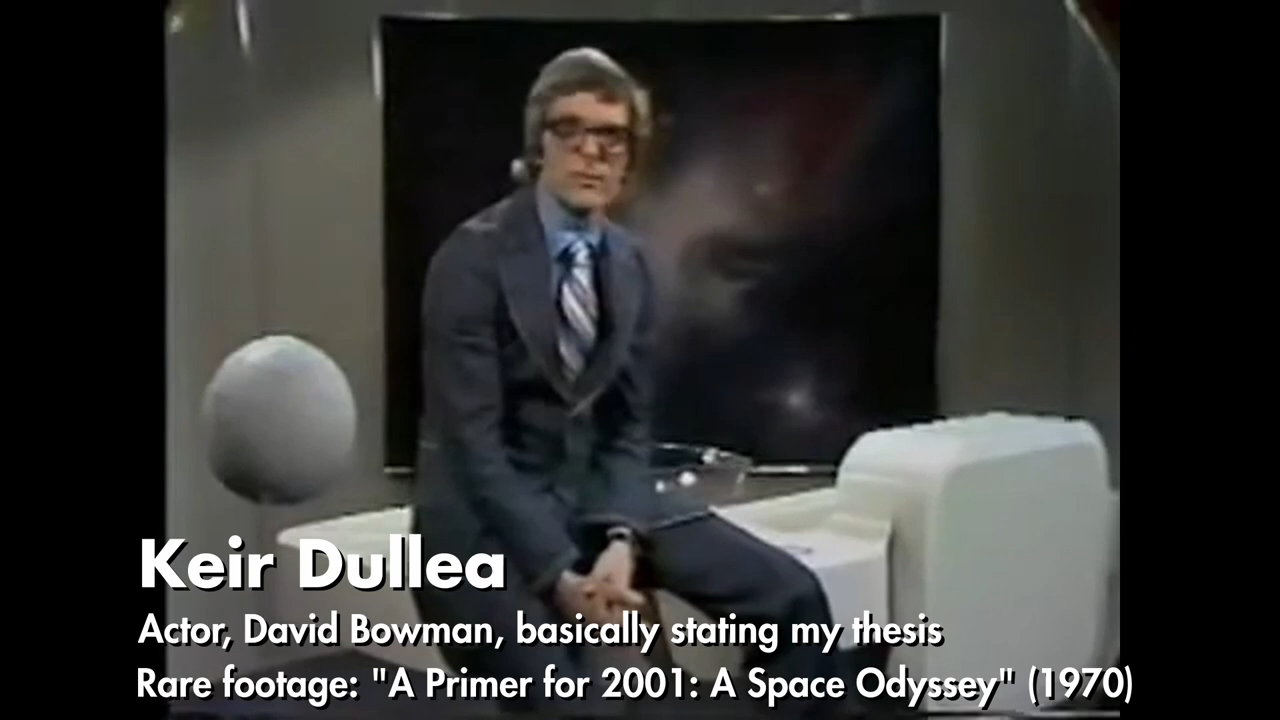 Keir Dullea
Actor, David Bowman, basically stating my thesis
Rare footage: "A Primer for 2001: A Space Odyssey" (1970)